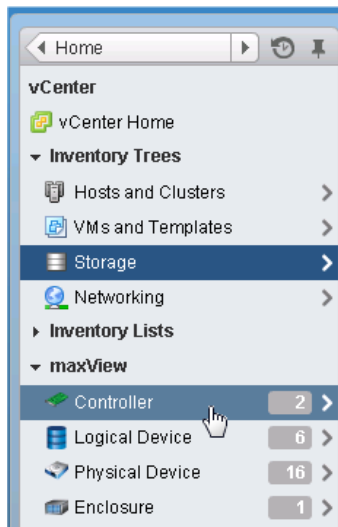 Home
vCenter
vCenter Home
Inventory Trees
Hosts and Clusters
VMs and Templates
Storage
Networking
Inventory Lists
maxView
Controller 2
Logical Device 6
Physical Device 16
Enclosure 1